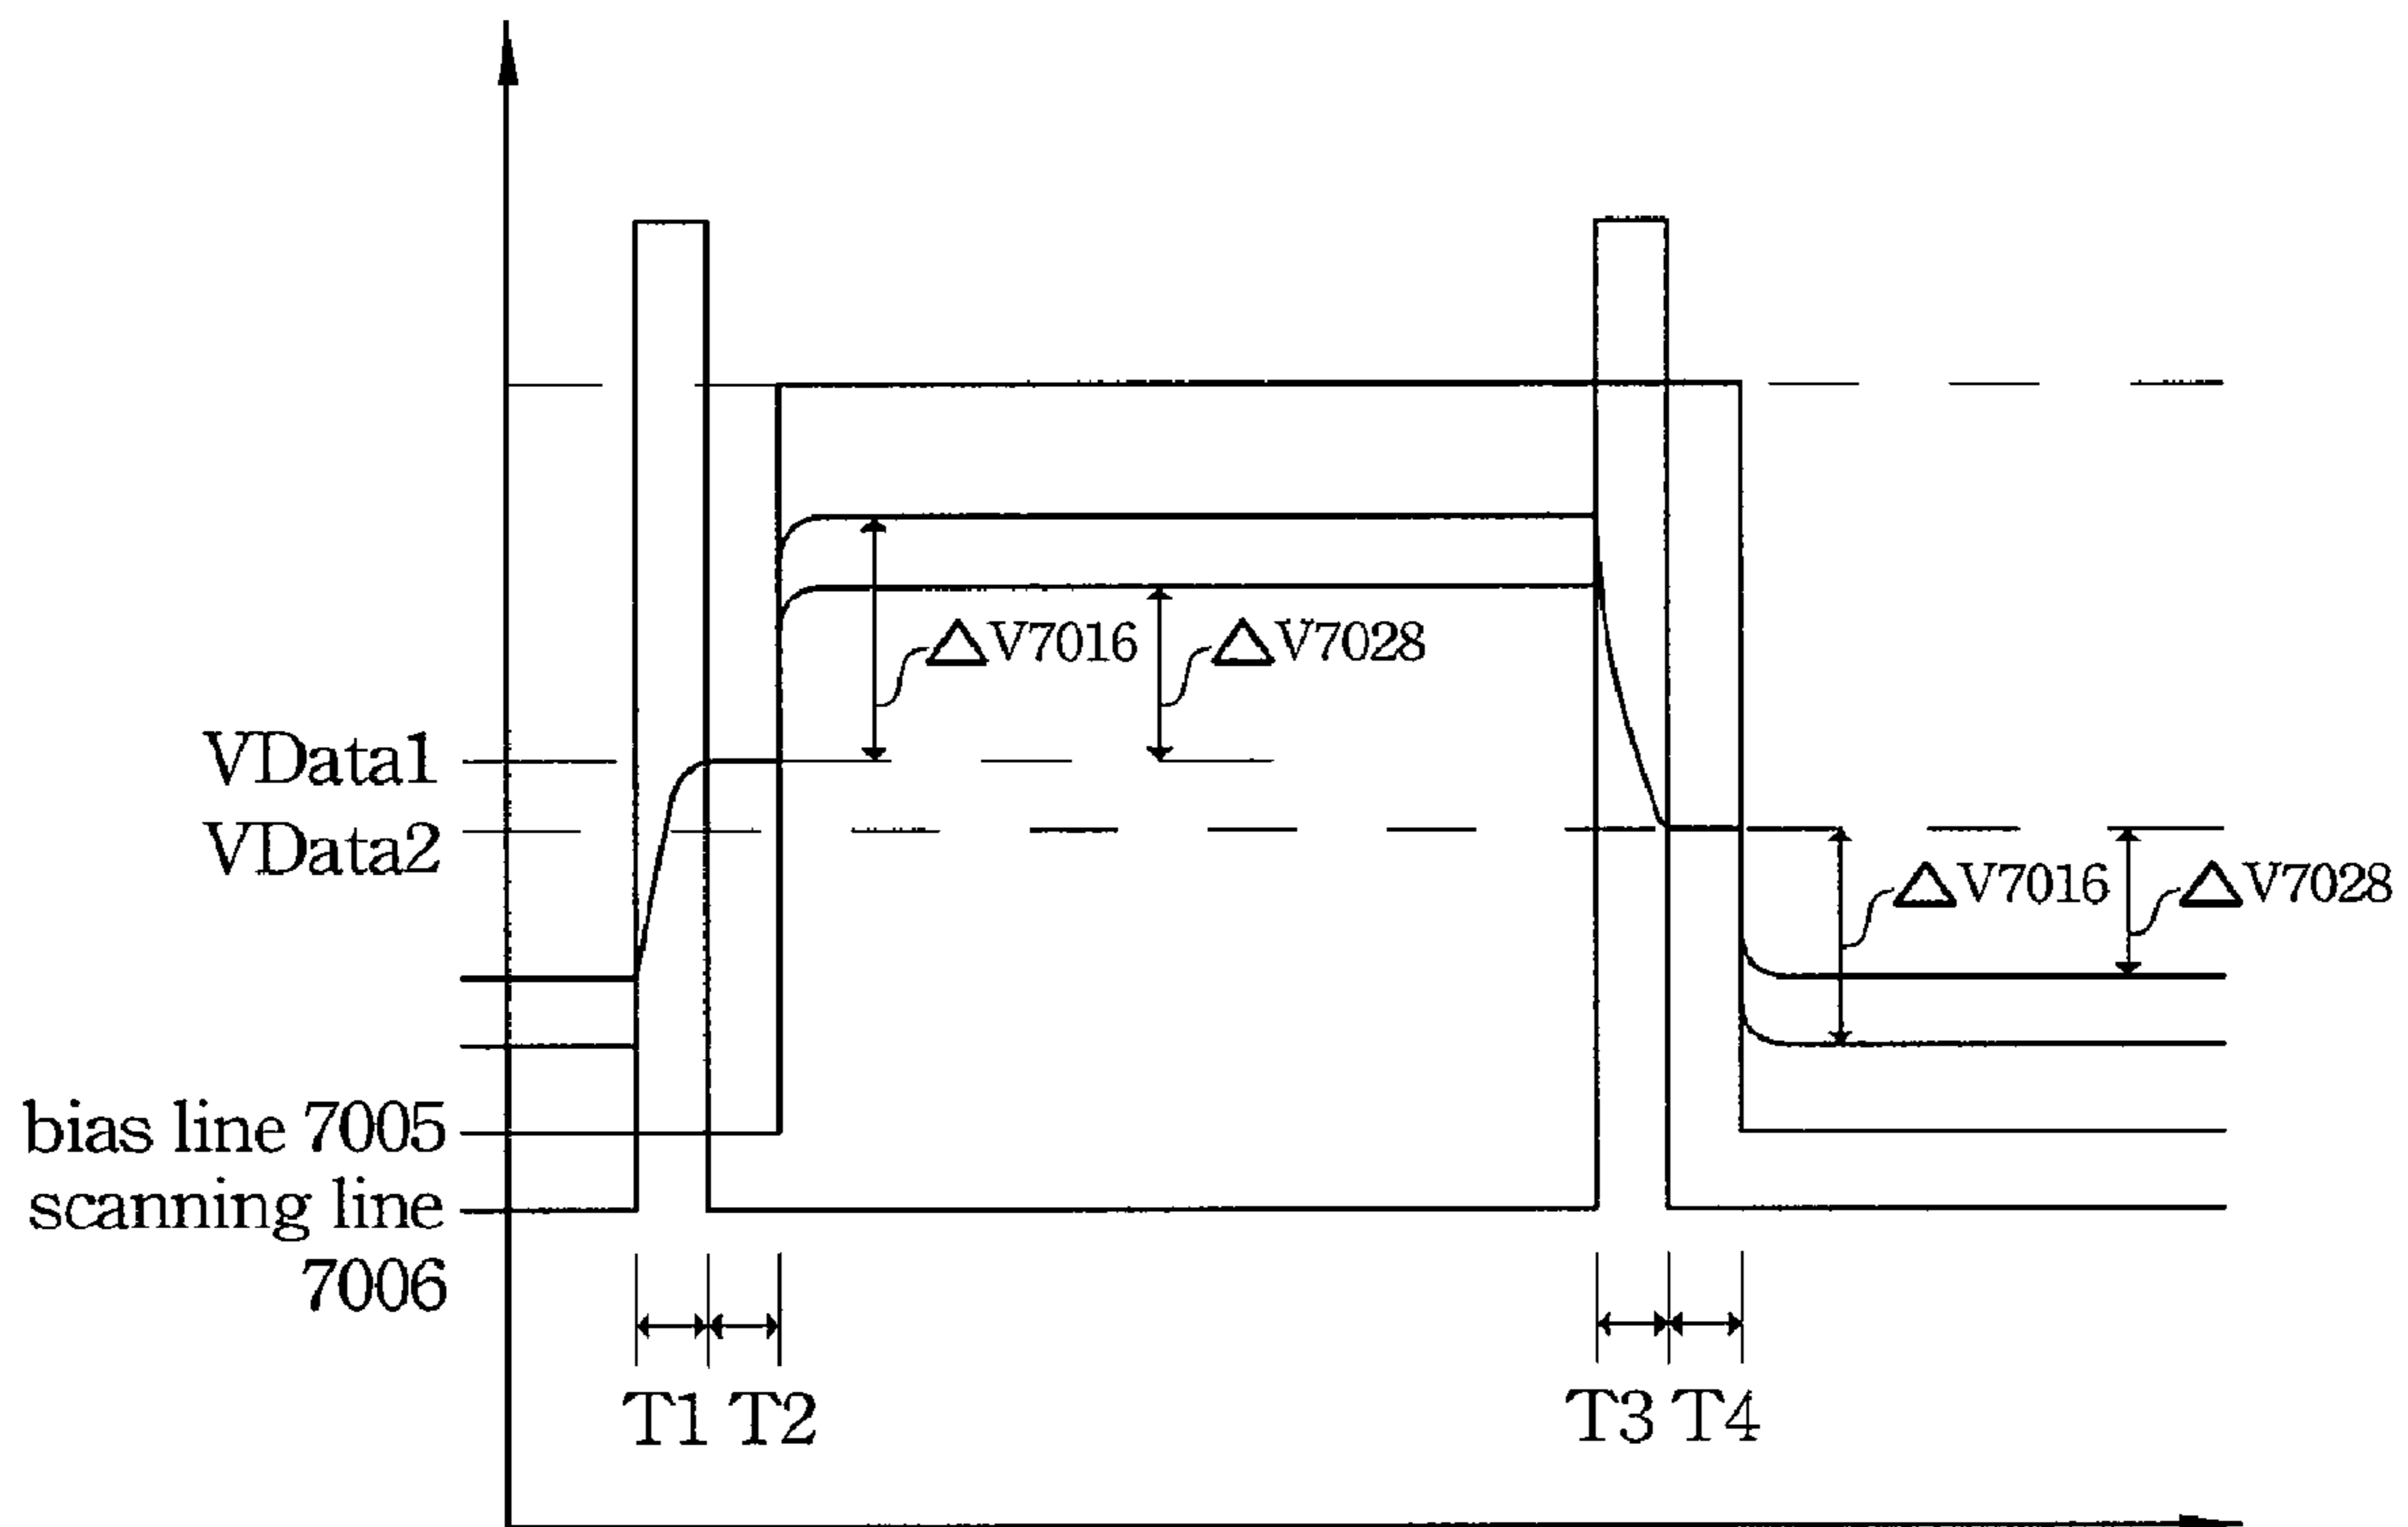 △V7016
△V7028
VData1
VData2
△V7016
△V7028
bias line 7005
scanning line
7006
T1
T2
T3
T4